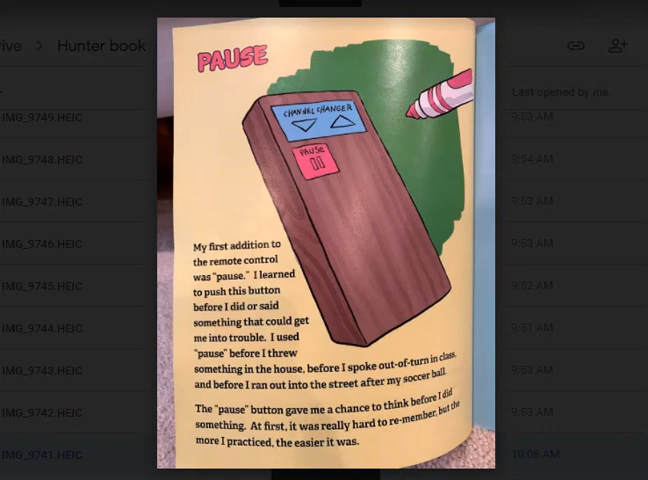 rive > Hunter book
Last opened by me
IMG_9749.HEIC 9:53 AM
IMG_9748.HEIC 9:54 AM
IMG_9747.HEIC 9:53 AM
IMG_9746.HEIC 9:53 AM
IMG_9745.HEIC 9:52 AM
IMG_9744.HEIC 9:51 AM
IMG_9743.HEIC 9:53 AM
IMG_9742.HEIC 9:53 AM
IMG_9741.HEIC 10:05 AM
PAUSE
CHANNEL CHANGER
PAUSE
My first addition to
the remote control
was "pause." I learned
to push this button
before I did or said
something that could get
me into trouble. I used
"pause" before I threw
something in the house, before I spoke out-of-turn in class,
and before I ran out into the street after my soccer ball.
The "pause" button gave me a chance to think before I did
something. At first, it was really hard to re-member, but the
more I practiced, the easier it was.